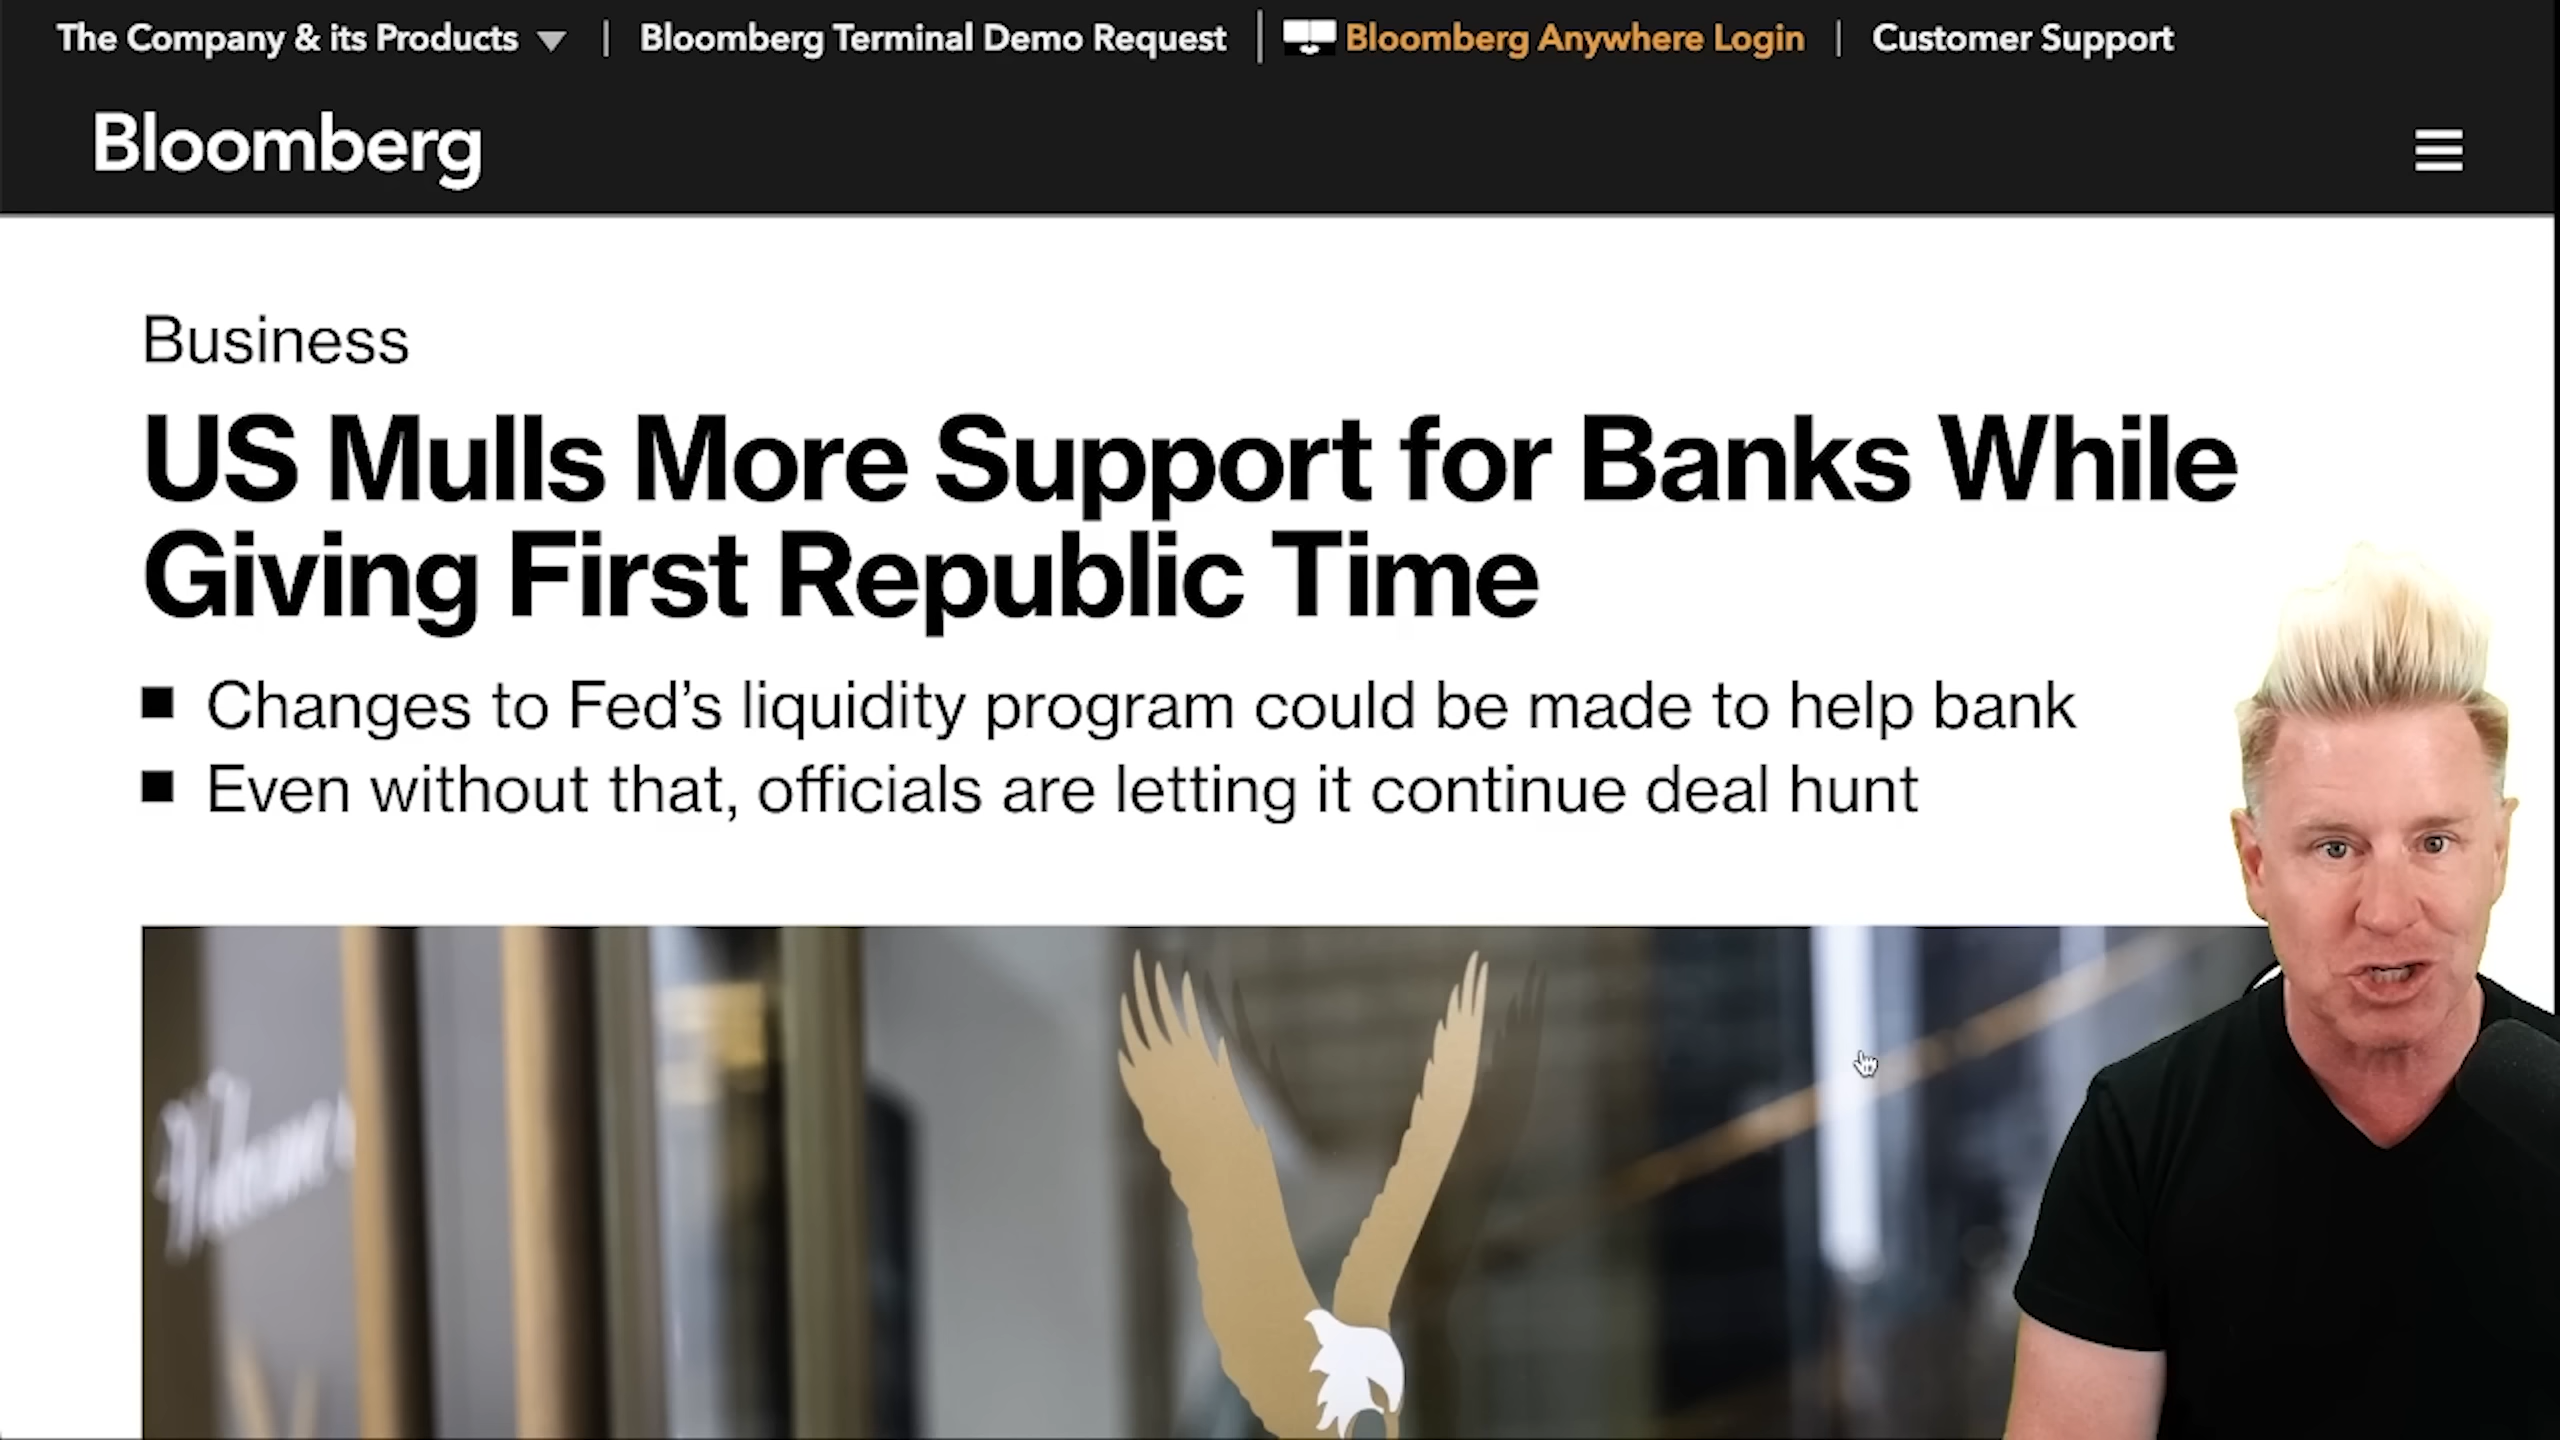 The Company & its Products
Bloomberg Terminal Demo Request
Bloomberg Anywhere Login
Customer Support
Bloomberg
Business
US Mulls More Support for Banks While
Giving First Republic Time
■ Changes to Fed’s liquidity program could be made to help bank
■ Even without that, officials are letting it continue deal hunt